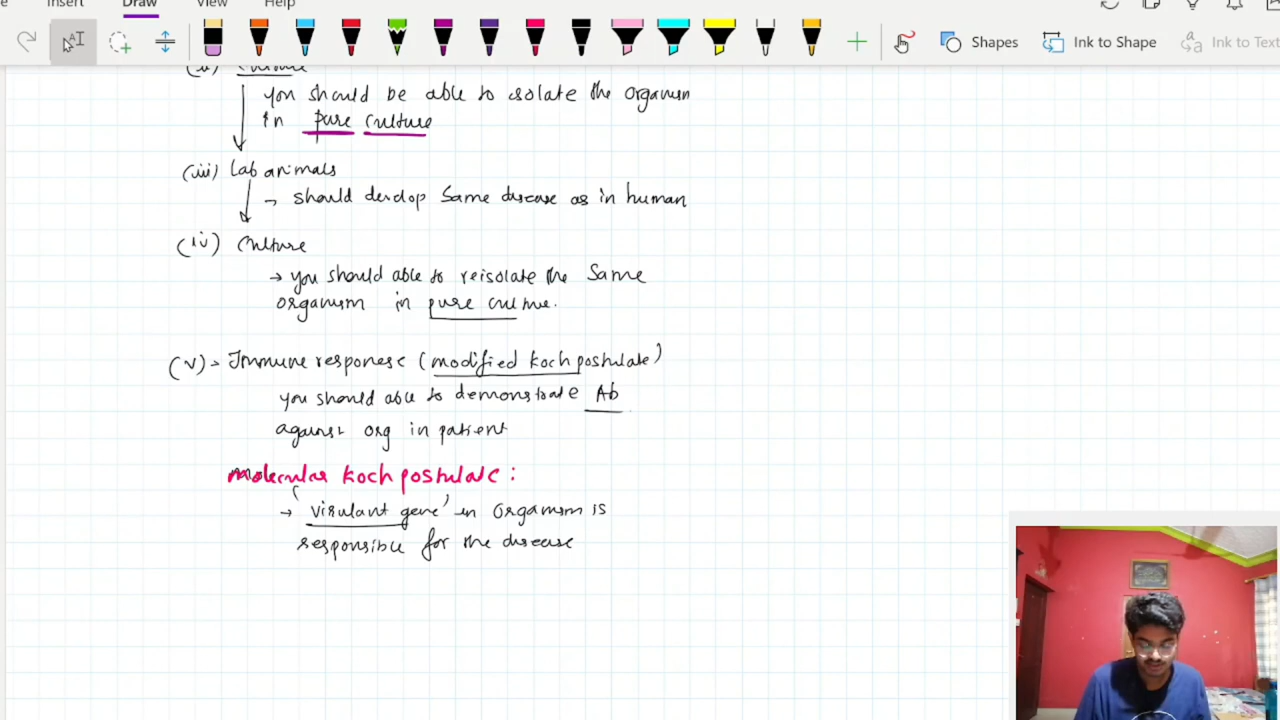 Insert Draw View Help
Shapes Ink to Shape Ink to Text
Culture
you should be able to isolate the organism
in pure culture
(iii) Lab animals
→ should develop same disease as in human
(iv) Culture
→ you should able to reisolate the same
organism in pure culture.
(v) → Immune response (modified Koch postulate)
you should able to demonstrate Ab
against org in patient
molecular Koch postulate :
→ 'virulant gene' in organism is
responsible for the disease